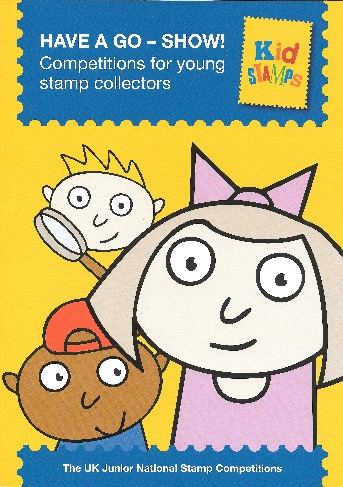 HAVE A GO – SHOW!
Competitions for young
stamp collectors
Kid
STAMPS
The UK Junior National Stamp Competitions